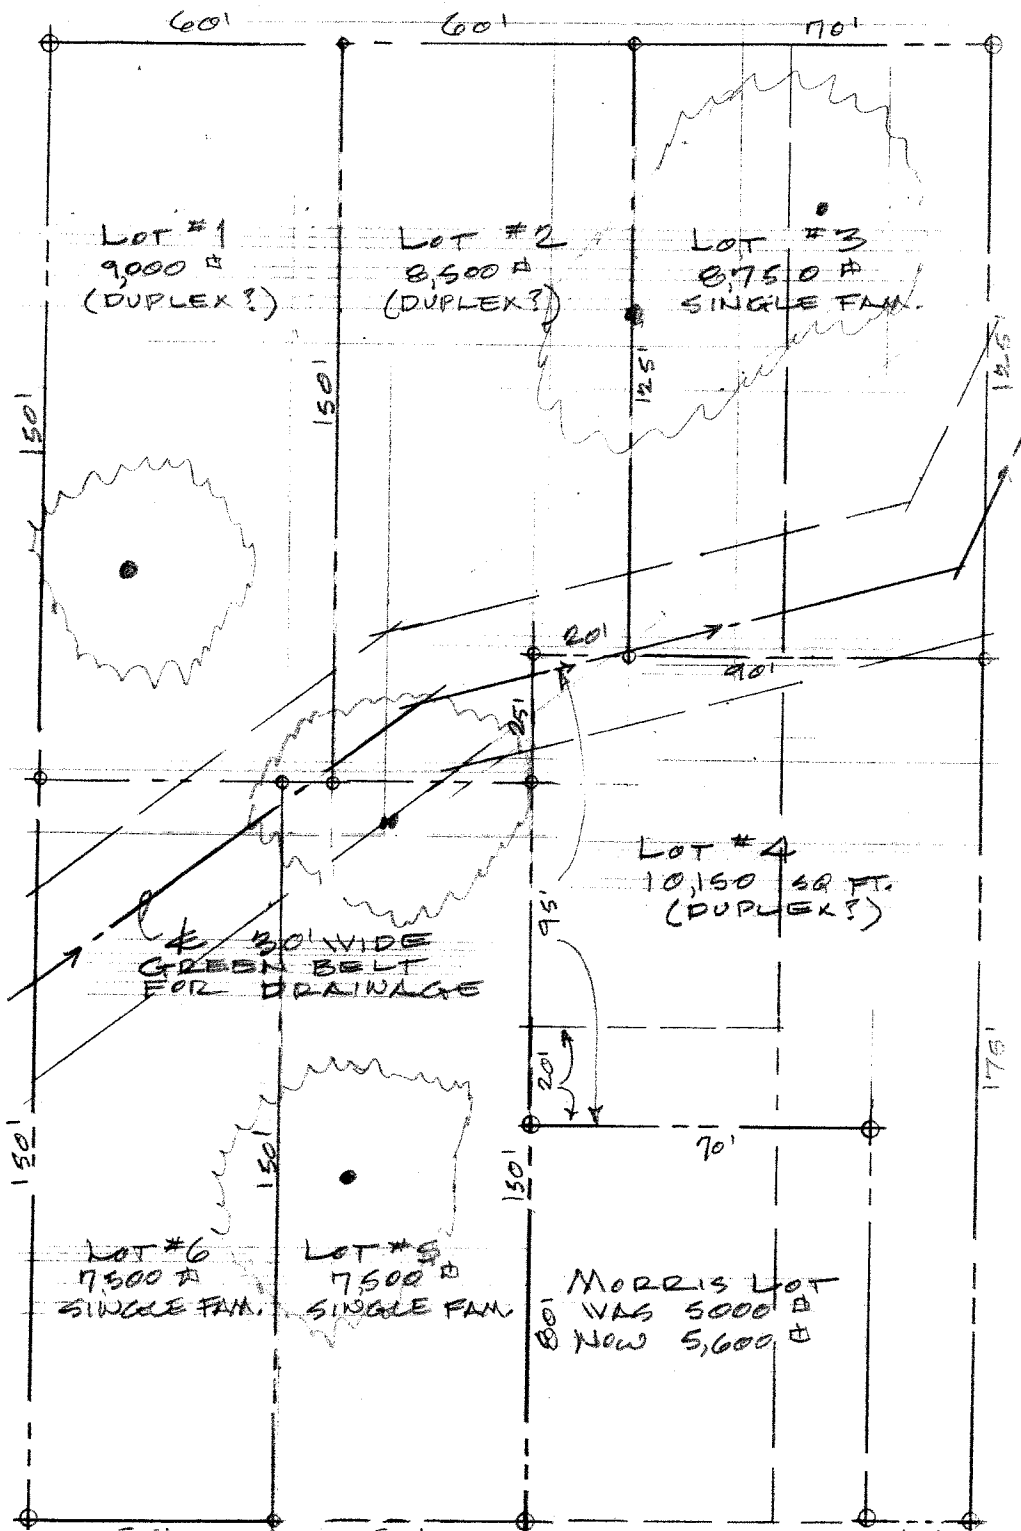 60' 60' 70'
LOT #1
9,000 ⌑
(DUPLEX?)
LOT #2
8,500 ⌑
(DUPLEX?)
LOT #3
8,750 ⌑
SINGLE FAM.
150'
150'
125'
125'
20'
90'
25'
LOT #4
10,150 SQ FT.
(DUPLEX?)
95'
℄ 30' WIDE
GREEN BELT
FOR DRAINAGE
20'
70'
175'
150'
150'
150'
LOT #6
7,500 ⌑
SINGLE FAM.
LOT #5
7,500 ⌑
SINGLE FAM.
80'
MORRIS LOT
WAS 5000 ⌑
NOW 5,600 ⌑